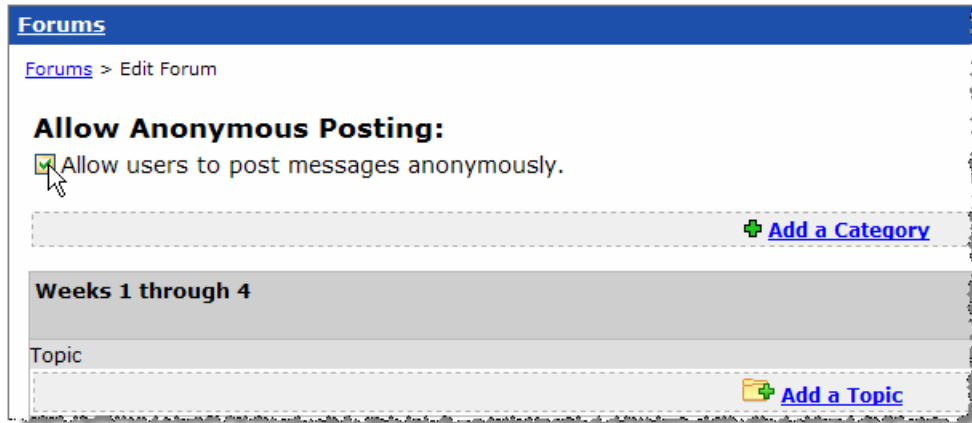 Forums
Forums > Edit Forum
Allow Anonymous Posting:
Allow users to post messages anonymously.
Add a Category
Weeks 1 through 4
Topic
Add a Topic